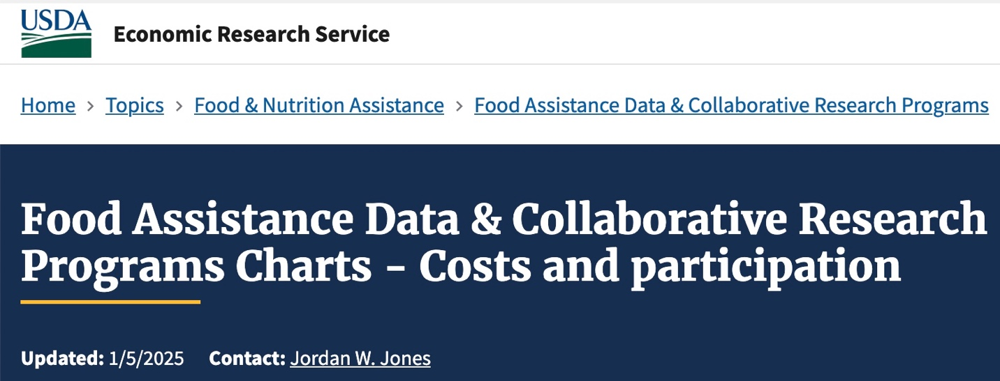 USDA
Economic Research Service
Home > Topics > Food & Nutrition Assistance > Food Assistance Data & Collaborative Research Programs
Food Assistance Data & Collaborative Research
Programs Charts - Costs and participation
Updated: 1/5/2025 Contact: Jordan W. Jones